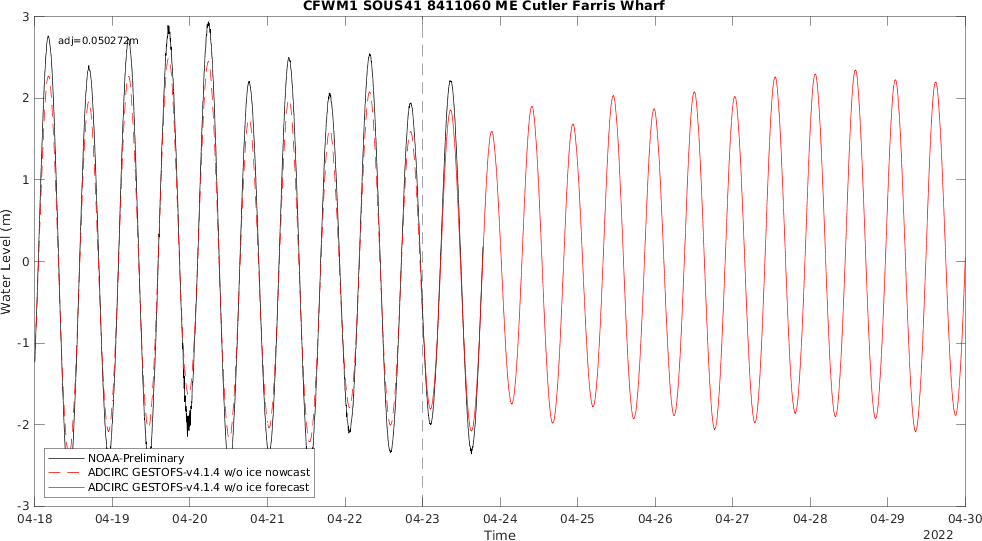 CFWM1 SOUS41 8411060 ME Cutler Farris Wharf
adj=0.050272m
3
2
1
0
-1
-2
-3
Water Level (m)
NOAA-Preliminary
ADCIRC GESTOFS-v4.1.4 w/o ice nowcast
ADCIRC GESTOFS-v4.1.4 w/o ice forecast
04-18 04-19 04-20 04-21 04-22 04-23 04-24 04-25 04-26 04-27 04-28 04-29 04-30
Time
2022